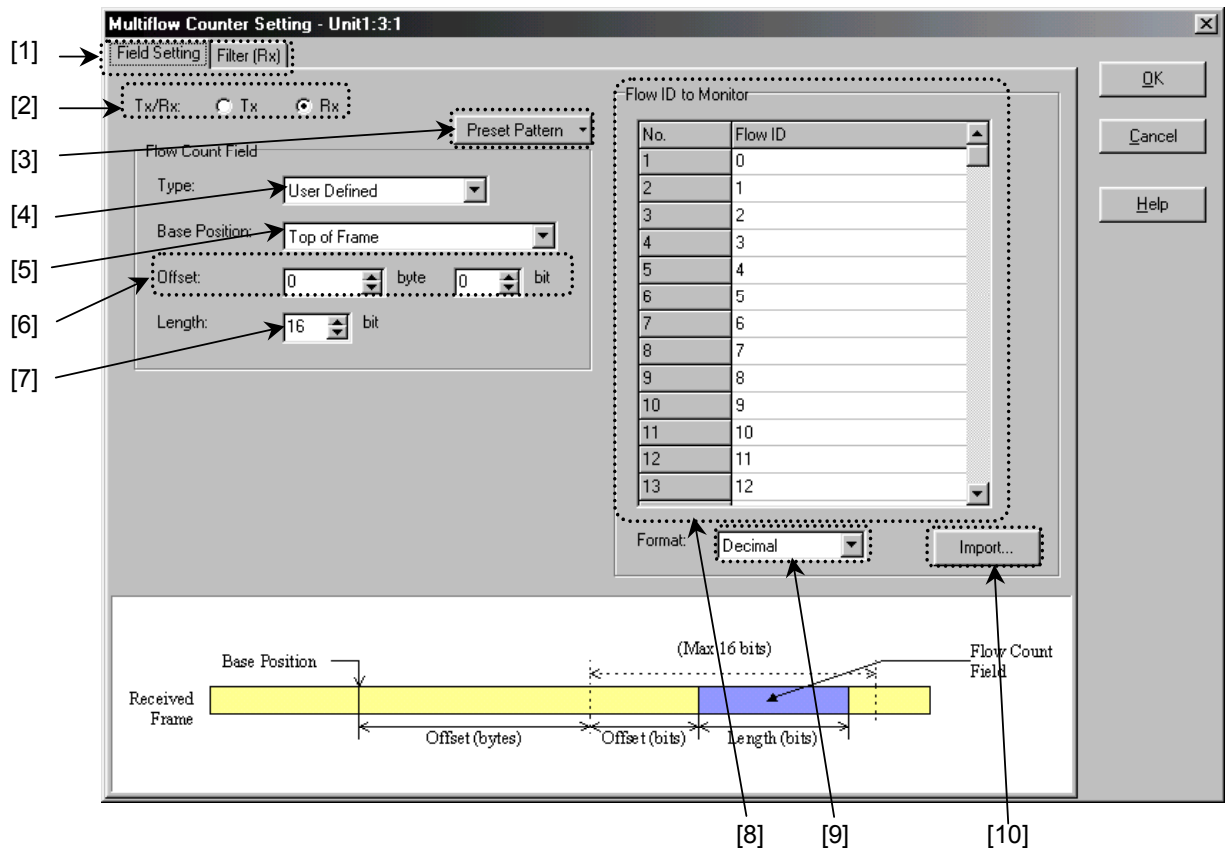 Multiflow Counter Setting - Unit1:3:1
[1]
Field Setting
Filter (Rx)
OK
[2]
Tx/Rx:
Tx
Rx
Flow ID to Monitor
[3]
Preset Pattern
No.
Flow ID
Cancel
Flow Count Field
1
0
[4]
Type:
User Defined
2
1
Help
3
2
[5]
Base Position:
Top of Frame
4
3
[6]
Offset:
0
byte
0
bit
5
4
6
5
[7]
Length:
16
bit
7
6
8
7
9
8
10
9
11
10
12
11
13
12
Format:
Decimal
Import...
(Max 16 bits)
Base Position
Flow Count
Field
Received
Frame
Offset (bytes)
Offset (bits)
Length (bits)
[8]
[9]
[10]